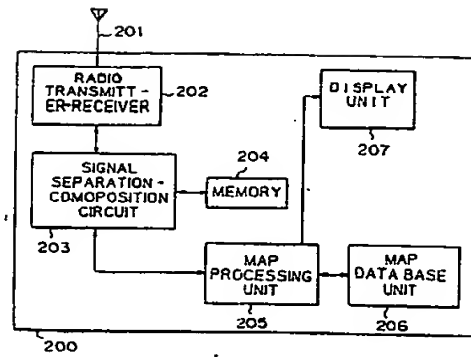 201
RADIO
TRANSMITT-
ER-RECEIVER
202
DISPLAY
UNIT
207
SIGNAL
SEPARATION-
COMOPOSITION
CIRCUIT
203
204
MEMORY
MAP
PROCESSING
UNIT
205
MAP
DATA BASE
UNIT
206
200